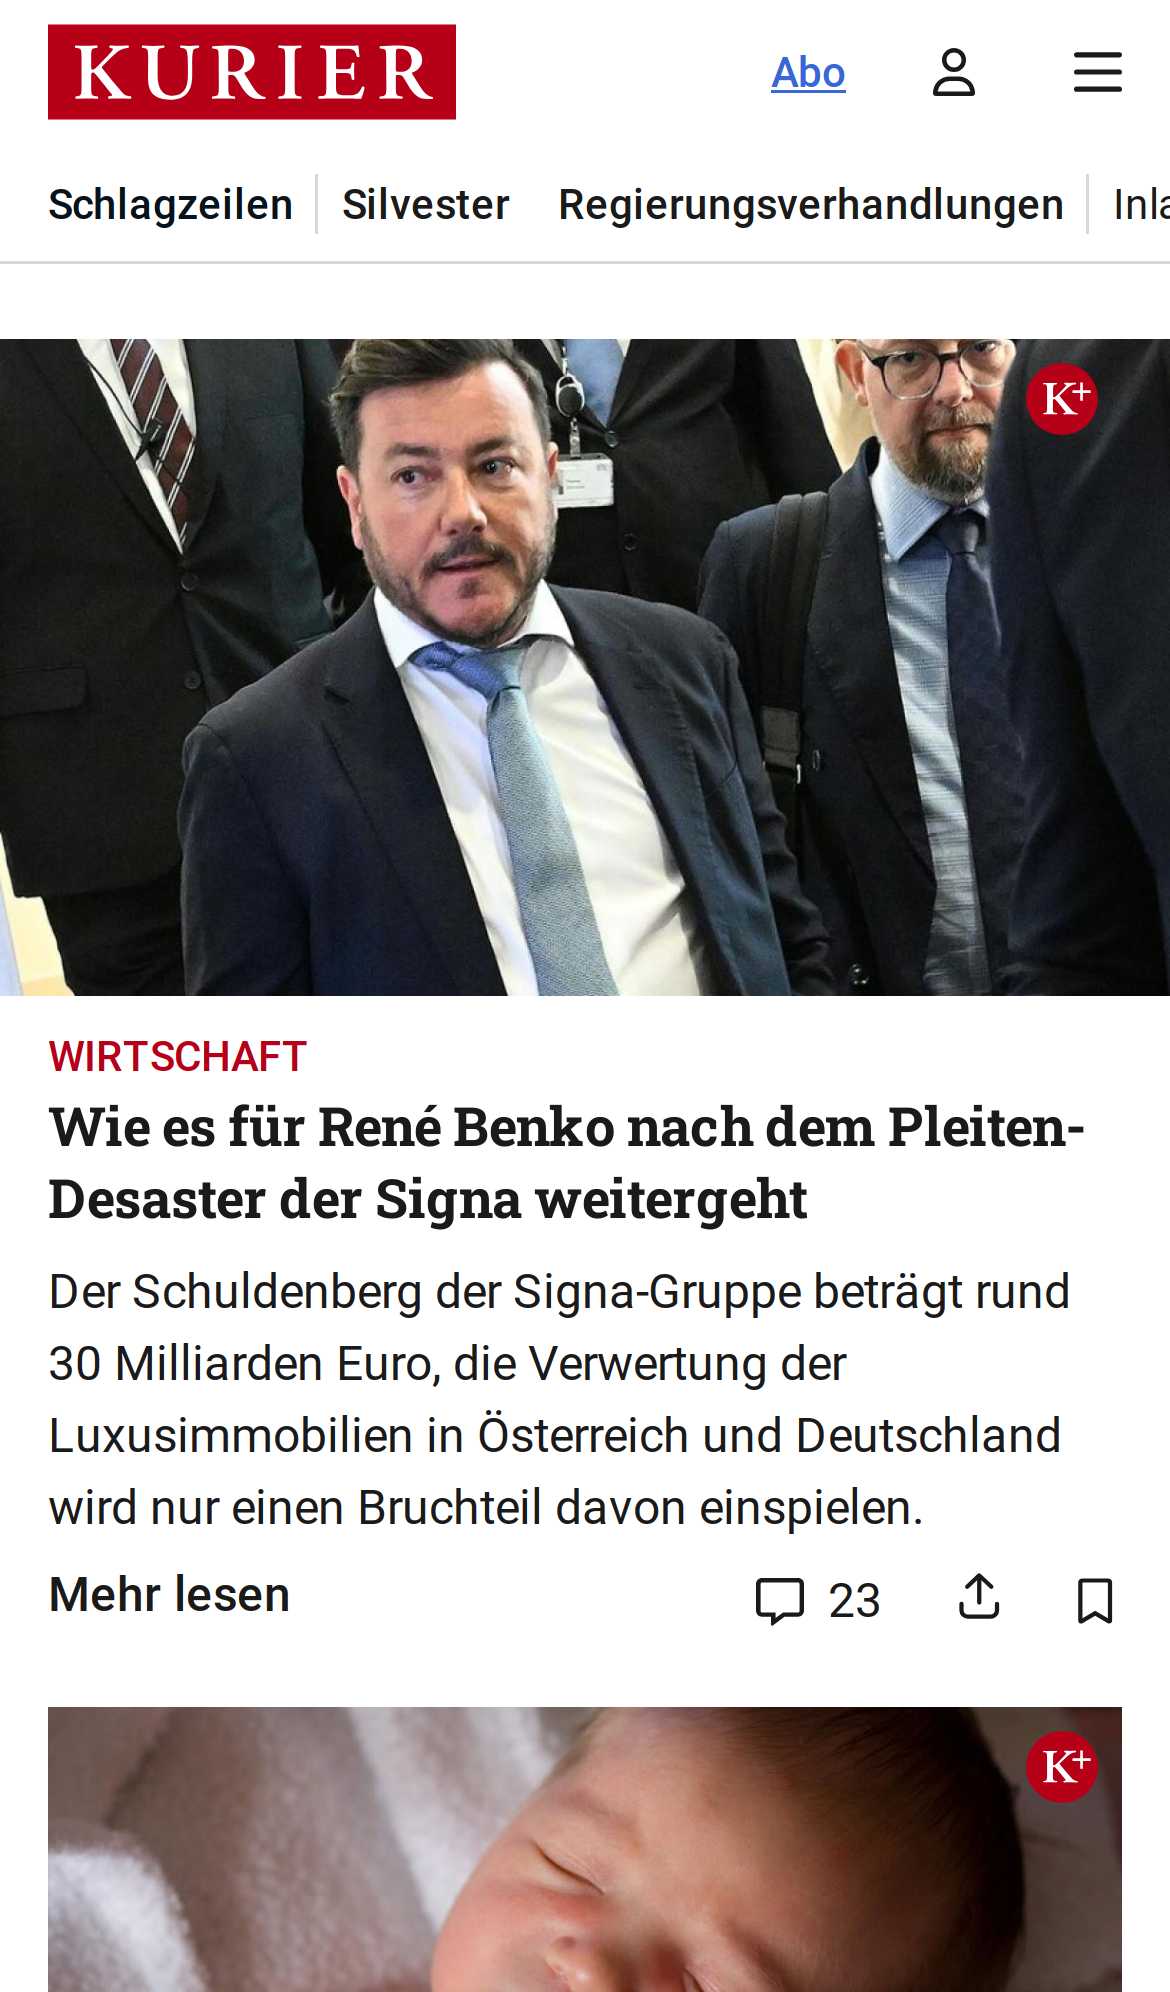 KURIER
Abo
Schlagzeilen
Silvester
Regierungsverhandlungen
Inla
K+
WIRTSCHAFT
Wie es für René Benko nach dem Pleiten-
Desaster der Signa weitergeht
Der Schuldenberg der Signa-Gruppe beträgt rund
30 Milliarden Euro, die Verwertung der
Luxusimmobilien in Österreich und Deutschland
wird nur einen Bruchteil davon einspielen.
Mehr lesen
23
K+